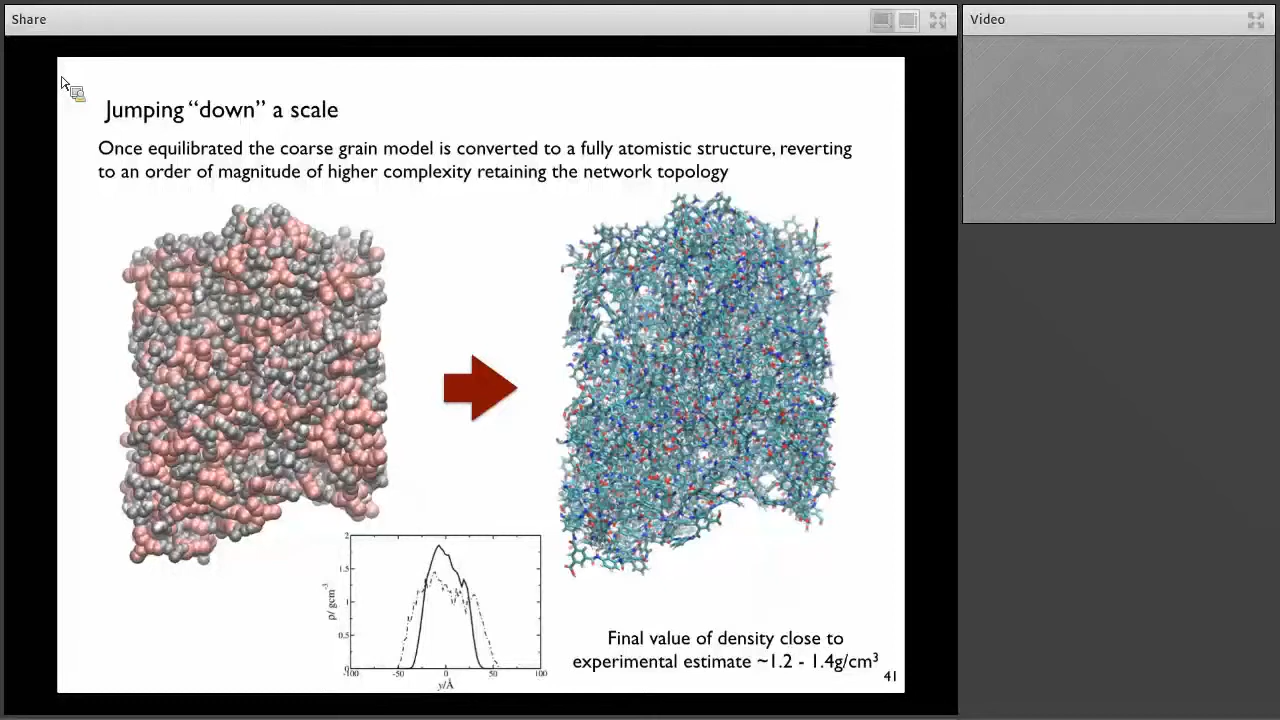 Share
Video
Jumping “down” a scale
Once equilibrated the coarse grain model is converted to a fully atomistic structure, reverting
to an order of magnitude of higher complexity retaining the network topology
2
1.5
1
0.5
0
ρ/ gcm⁻³
-100 -50 0 50 100
y/Å
Final value of density close to
experimental estimate ~1.2 - 1.4g/cm³
41